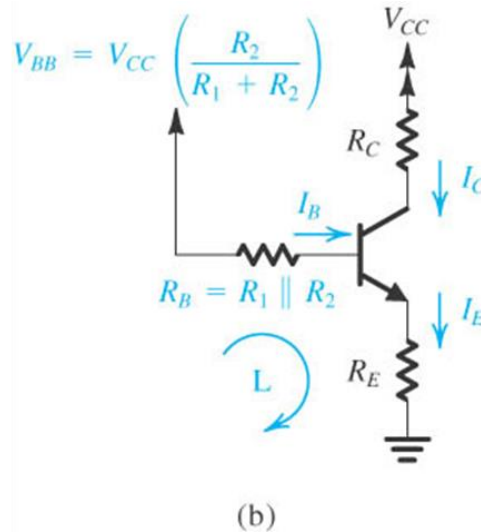 V_CC
V_BB = V_CC (R_2 / (R_1 + R_2))
R_C
I_C
I_B
R_B = R_1 || R_2
I_E
L
R_E
(b)